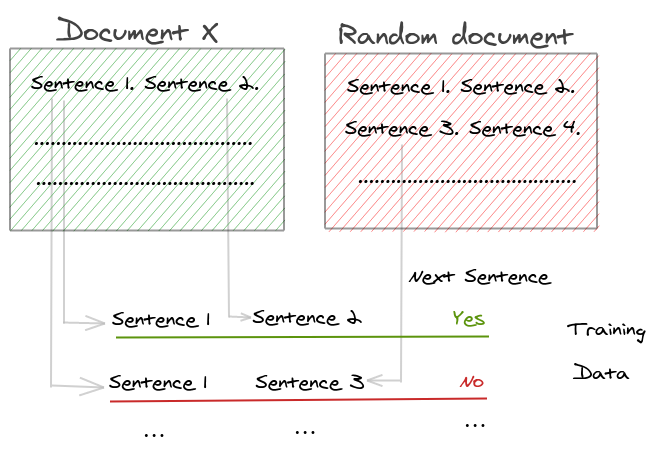 Document X
Sentence 1. Sentence 2.
...........................................
...........................................
Random document
Sentence 1. Sentence 2.
Sentence 3. Sentence 4.
...........................................
Next Sentence
Sentence 1 Sentence 2 Yes
Sentence 1 Sentence 3 No
... ... ...
Training
Data